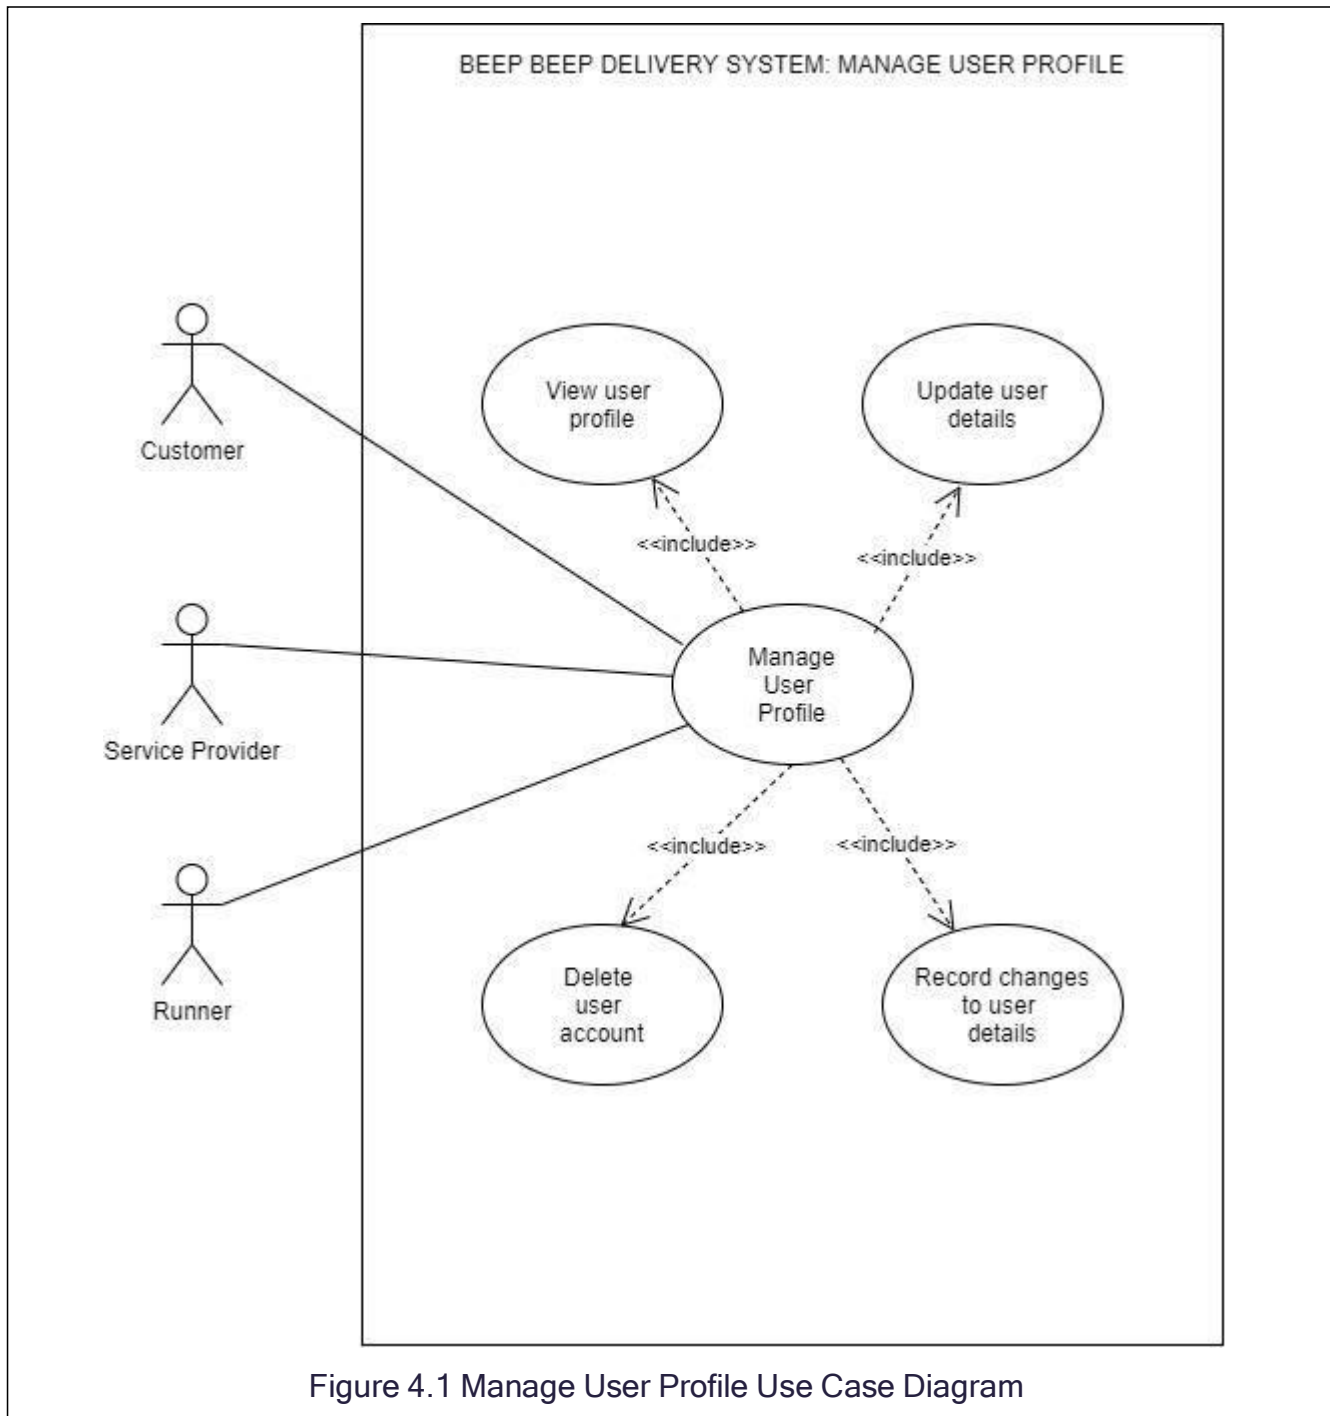 BEEP BEEP DELIVERY SYSTEM: MANAGE USER PROFILE
Customer
View user
profile
Update user
details
<<include>>
<<include>>
Service Provider
Manage
User
Profile
<<include>>
<<include>>
Runner
Delete
user
account
Record changes
to user
details
Figure 4.1 Manage User Profile Use Case Diagram